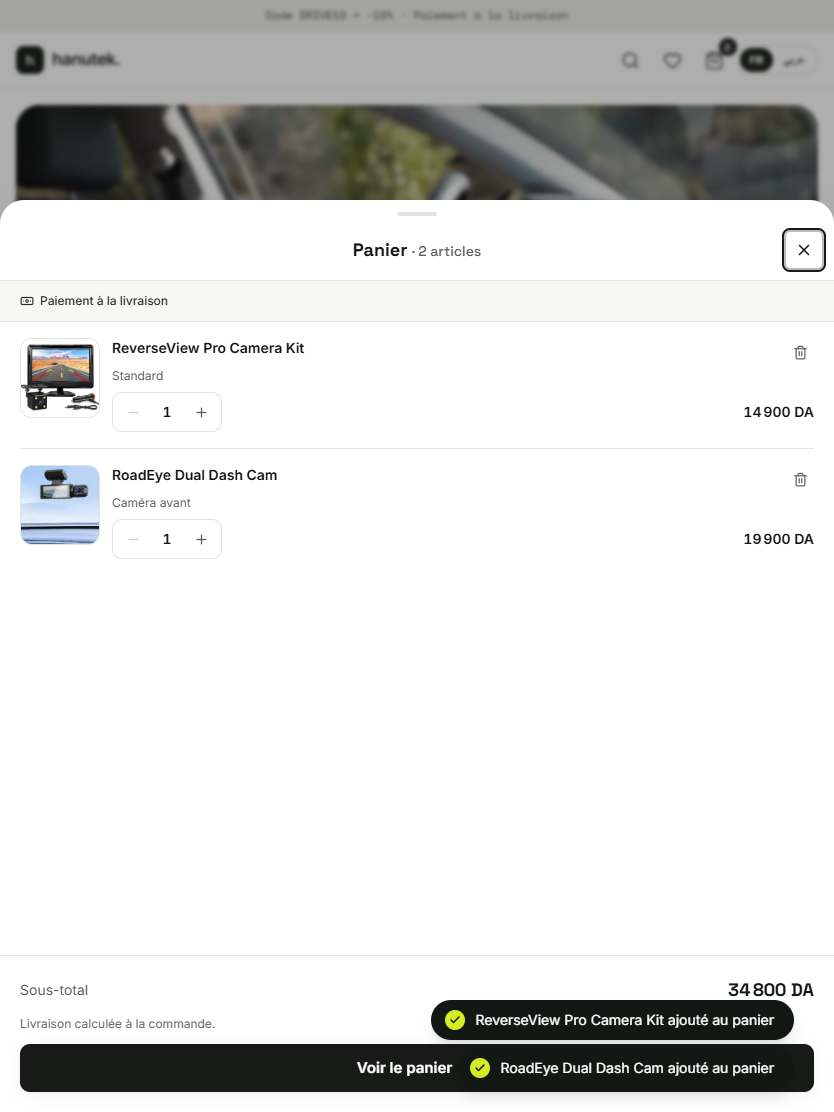 Code DRIVE10 = -10% · Paiement à la livraison
hanutek.
FR
Panier · 2 articles
Paiement à la livraison
ReverseView Pro Camera Kit
Standard
1
14 900 DA
RoadEye Dual Dash Cam
Caméra avant
1
19 900 DA
Sous-total
34 800 DA
Livraison calculée à la commande.
ReverseView Pro Camera Kit ajouté au panier
Voir le panier
RoadEye Dual Dash Cam ajouté au panier